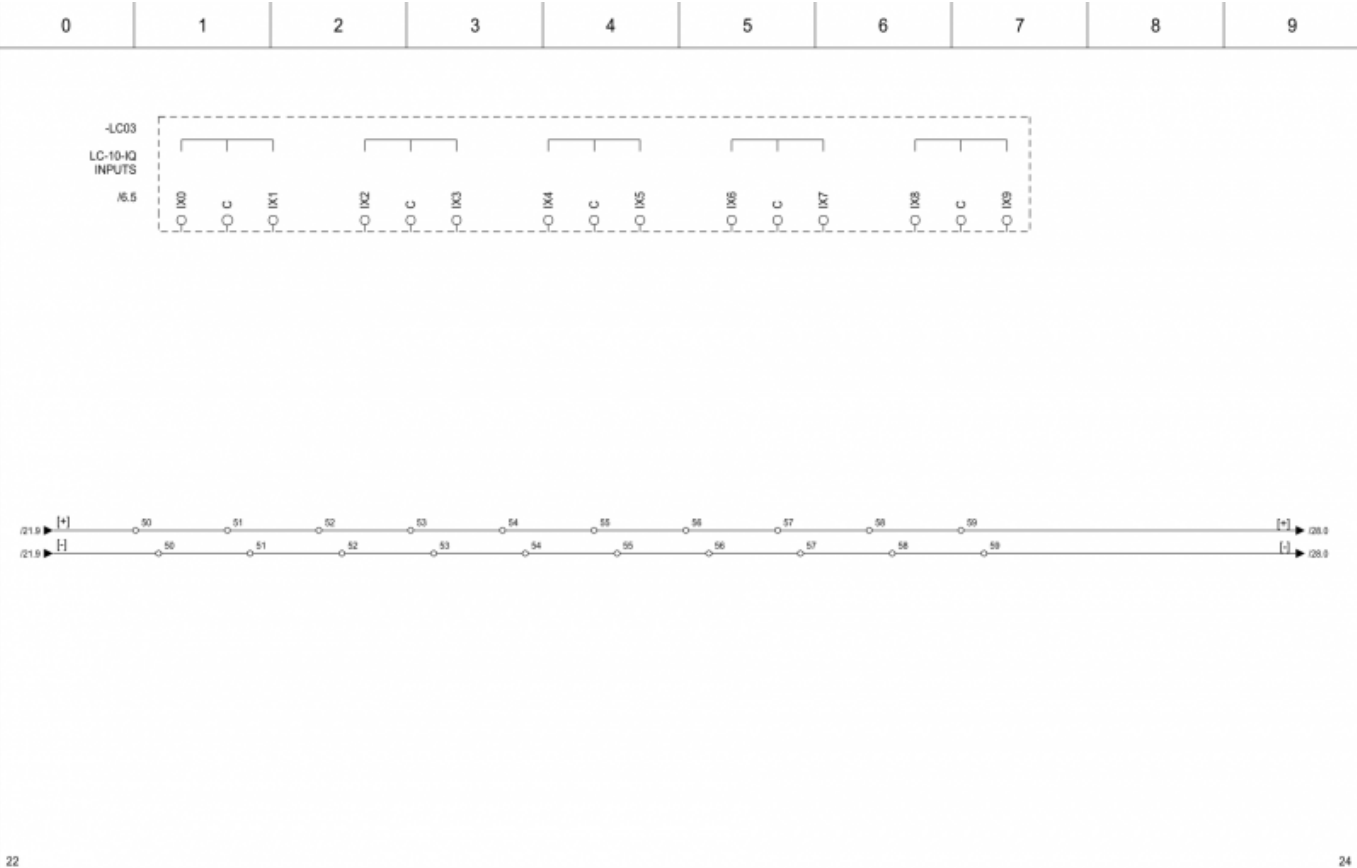 0 1 2 3 4 5 6 7 8 9
-LC03
LC-10-IQ
INPUTS
/6.5
IX0 C IX1 IX2 C IX3 IX4 C IX5 IX6 C IX7 IX8 C IX9
[+] 50 51 52 53 54 55 56 57 58 59 [+]
/21.9 /28.0
[-] 50 51 52 53 54 55 56 57 58 59 [-]
/21.9 /28.0
22 24